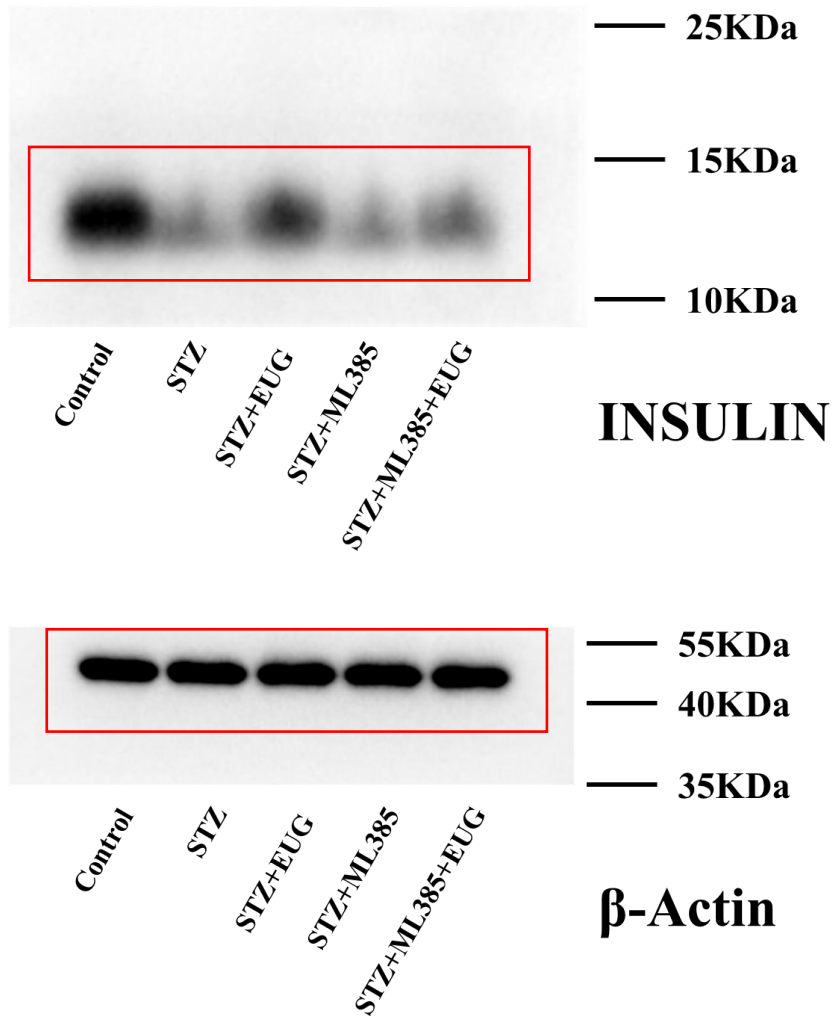 25KDa
15KDa
10KDa
Control
STZ
STZ+EUG
STZ+ML385
STZ+ML385+EUG
INSULIN
55KDa
40KDa
35KDa
Control
STZ
STZ+EUG
STZ+ML385
STZ+ML385+EUG
β-Actin